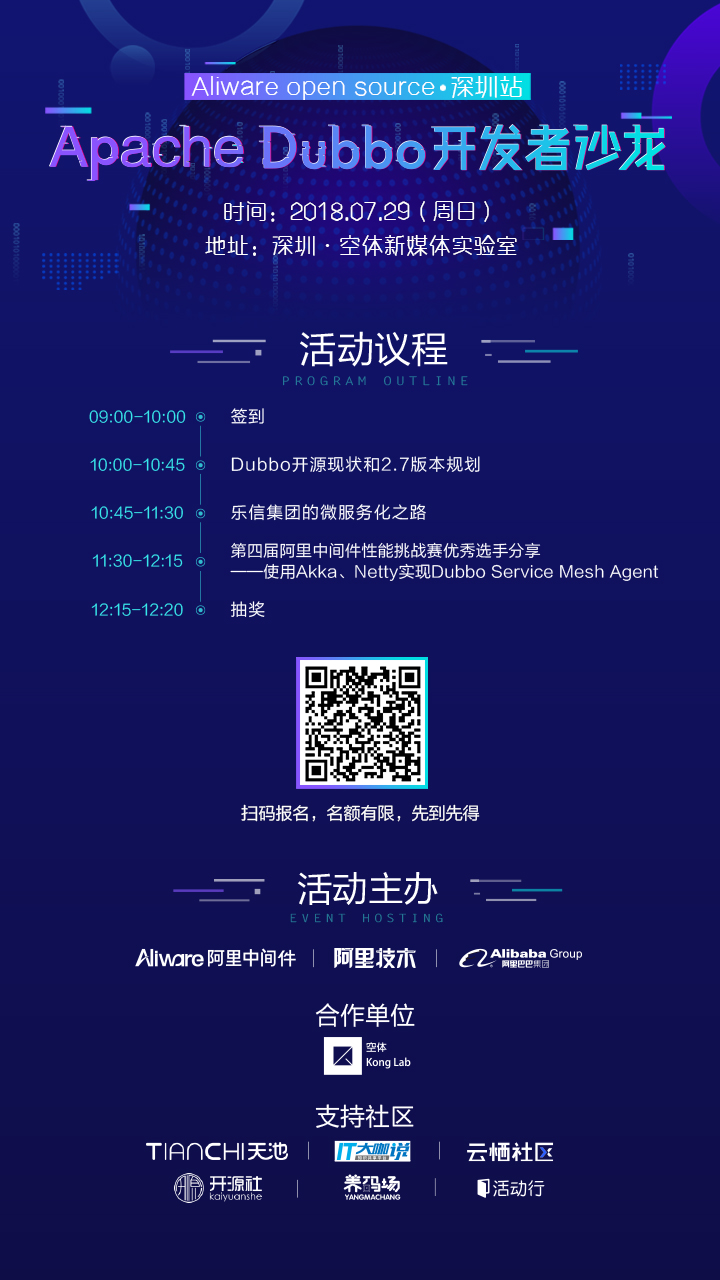 Aliware open source•深圳站
Apache Dubbo开发者沙龙
时间：2018.07.29（周日）
地址：深圳·空体新媒体实验室
活动议程
PROGRAM OUTLINE
09:00-10:00 签到
10:00-10:45 Dubbo开源现状和2.7版本规划
10:45-11:30 乐信集团的微服务化之路
11:30-12:15 第四届阿里中间件性能挑战赛优秀选手分享
——使用Akka、Netty实现Dubbo Service Mesh Agent
12:15-12:20 抽奖
扫码报名，名额有限，先到先得
活动主办
EVENT HOSTING
Aliware 阿里中间件 阿里技术 Alibaba Group
阿里巴巴集团
合作单位
空体
Kong Lab
支持社区
TIANCHI天池 IT大咖说 云栖社区
开源社 养码场 活动行
kaiyuanshe YANGMACHANG